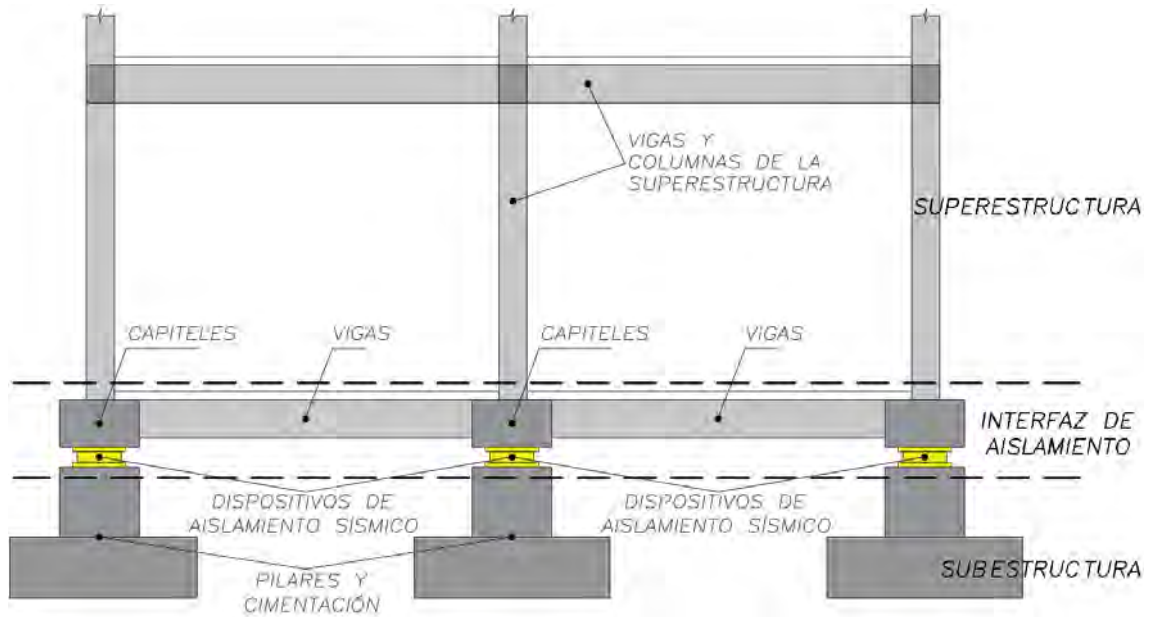 VIGAS Y
COLUMNAS DE LA
SUPERESTRUCTURA
SUPERESTRUCTURA
CAPITELES
VIGAS
CAPITELES
VIGAS
INTERFAZ DE
AISLAMIENTO
DISPOSITIVOS DE
AISLAMIENTO SÍSMICO
DISPOSITIVOS DE
AISLAMIENTO SÍSMICO
PILARES Y
CIMENTACIÓN
SUBESTRUCTURA